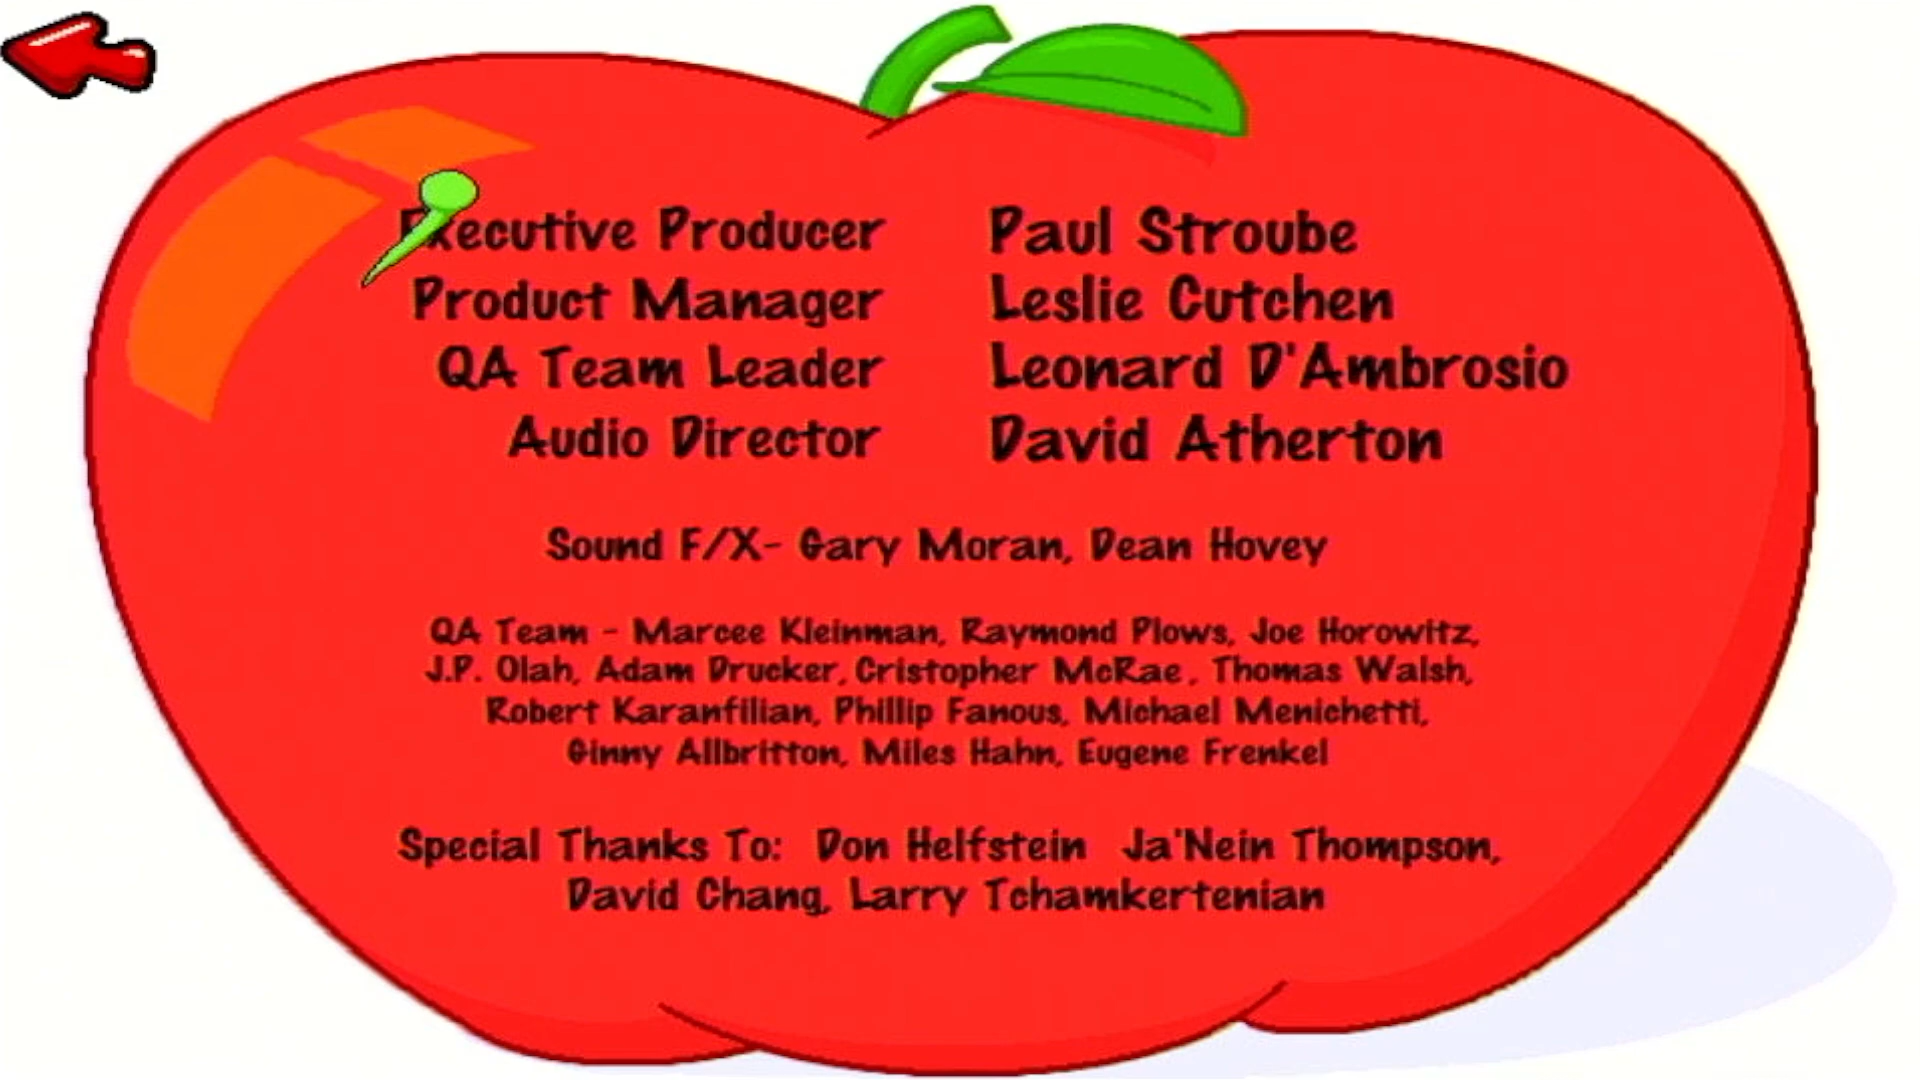 Executive Producer Paul Stroube
Product Manager Leslie Cutchen
QA Team Leader Leonard D'Ambrosio
Audio Director David Atherton
Sound F/X- Gary Moran, Dean Hovey
QA Team - Marcee Kleinman, Raymond Plows, Joe Horowitz,
J.P. Olah, Adam Drucker, Cristopher McRae, Thomas Walsh,
Robert Karanfilian, Phillip Fanous, Michael Menichetti,
Ginny Allbritton, Miles Hahn, Eugene Frenkel
Special Thanks To: Don Helfstein Ja'Nein Thompson,
David Chang, Larry Tchamkertenian